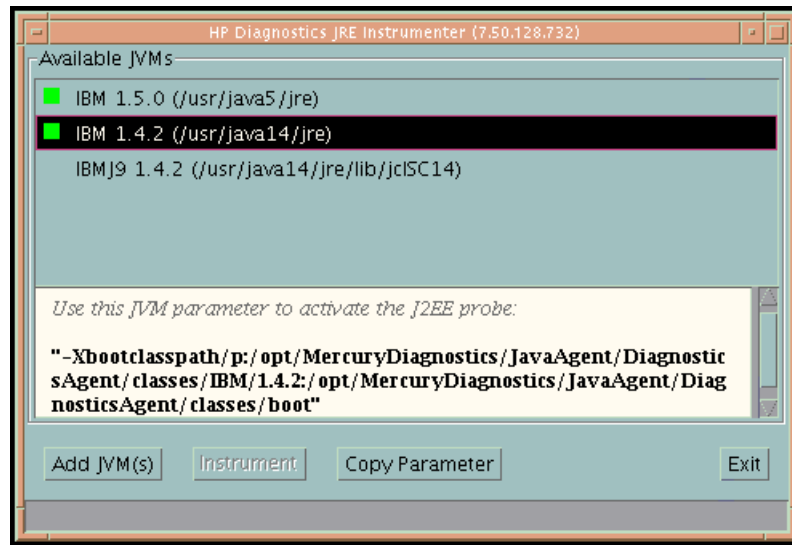 HP Diagnostics JRE Instrumenter (7.50.128.732)
Available JVMs
IBM 1.5.0 (/usr/java5/jre)
IBM 1.4.2 (/usr/java14/jre)
IBMJ9 1.4.2 (/usr/java14/jre/lib/jclSC14)
Use this JVM parameter to activate the J2EE probe:
"-Xbootclasspath/p:/opt/MercuryDiagnostics/JavaAgent/Diagnostic
sAgent/classes/IBM/1.4.2:/opt/MercuryDiagnostics/JavaAgent/Diag
nosticsAgent/classes/boot"
Add JVM(s) Instrument Copy Parameter Exit